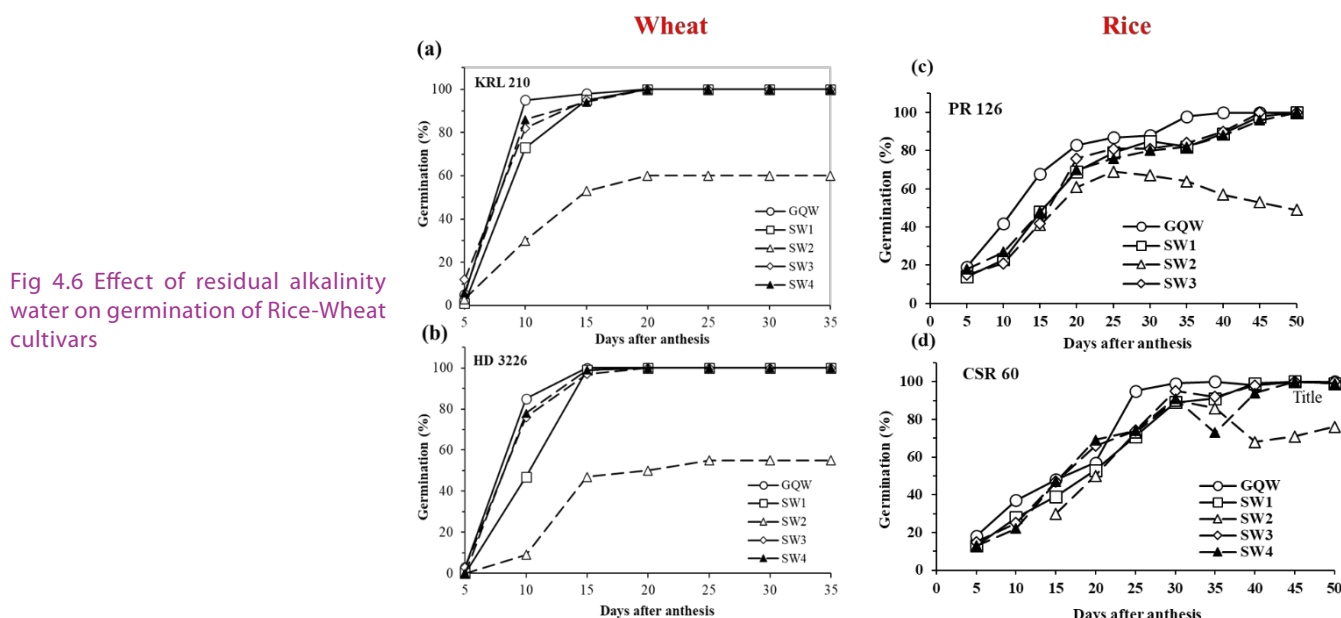 Fig 4.6 Effect of residual alkalinity
water on germination of Rice-Wheat
cultivars
Wheat
(a)
KRL 210
Germination (%)
100
80
60
40
20
0
5 10 15 20 25 30 35
Days after anthesis
GQW
SW1
SW2
SW3
SW4
(b)
HD 3226
Germination (%)
100
80
60
40
20
0
5 10 15 20 25 30 35
Days after anthesis
GQW
SW1
SW2
SW3
SW4
Rice
(c)
PR 126
Germination (%)
100
80
60
40
20
0
0 5 10 15 20 25 30 35 40 45 50
Days after anthesis
GQW
SW1
SW2
SW3
(d)
CSR 60
Title
Germination (%)
100
80
60
40
20
0
0 5 10 15 20 25 30 35 40 45 50
Days after anthesis
GQW
SW1
SW2
SW3
SW4